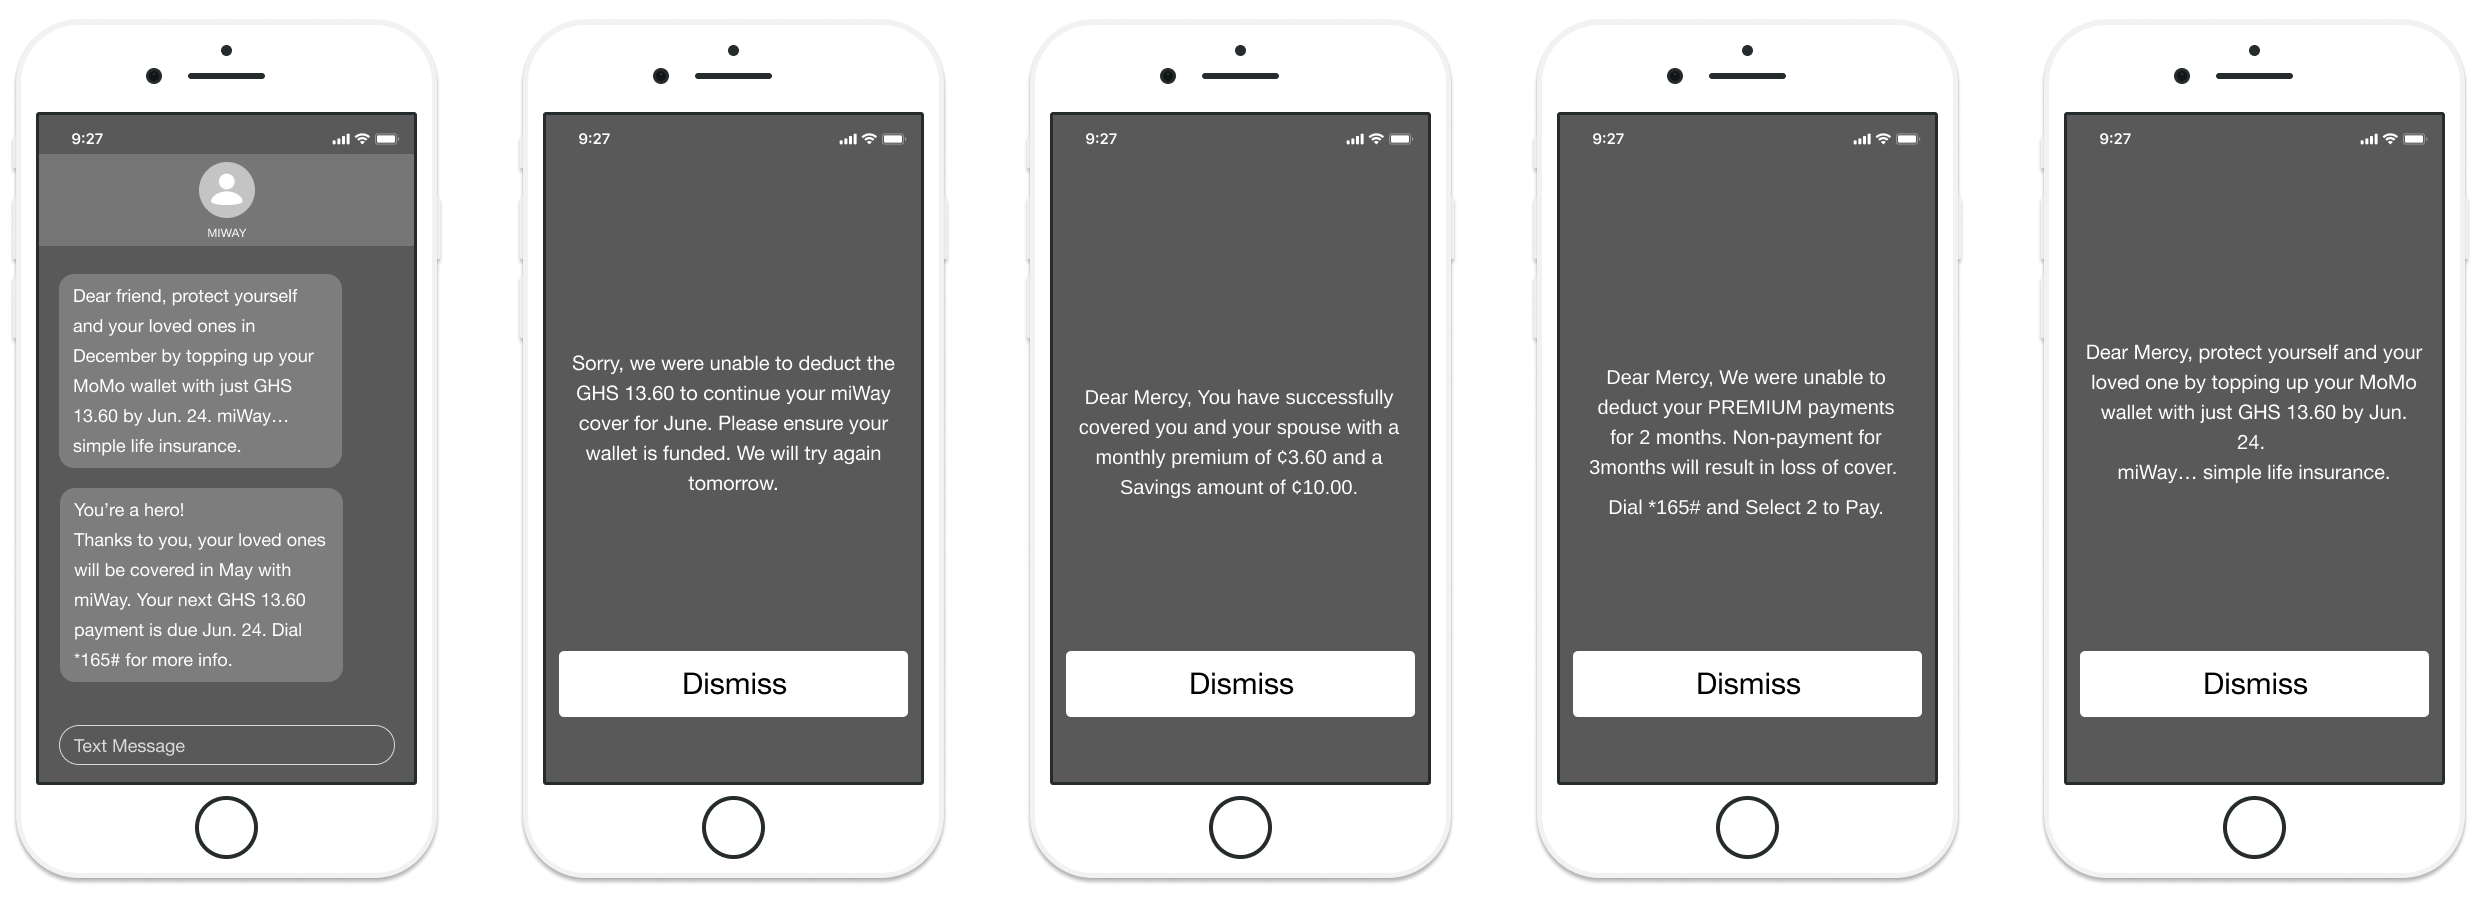 9:27
MIWAY
Dear friend, protect yourself
and your loved ones in
December by topping up your
MoMo wallet with just GHS
13.60 by Jun. 24. miWay...
simple life insurance.
You're a hero!
Thanks to you, your loved ones
will be covered in May with
miWay. Your next GHS 13.60
payment is due Jun. 24. Dial
*165# for more info.
Text Message
9:27
Sorry, we were unable to deduct the
GHS 13.60 to continue your miWay
cover for June. Please ensure your
wallet is funded. We will try again
tomorrow.
Dismiss
9:27
Dear Mercy, You have successfully
covered you and your spouse with a
monthly premium of ¢3.60 and a
Savings amount of ¢10.00.
Dismiss
9:27
Dear Mercy, We were unable to
deduct your PREMIUM payments
for 2 months. Non-payment for
3months will result in loss of cover.
Dial *165# and Select 2 to Pay.
Dismiss
9:27
Dear Mercy, protect yourself and your
loved one by topping up your MoMo
wallet with just GHS 13.60 by Jun.
24.
miWay... simple life insurance.
Dismiss